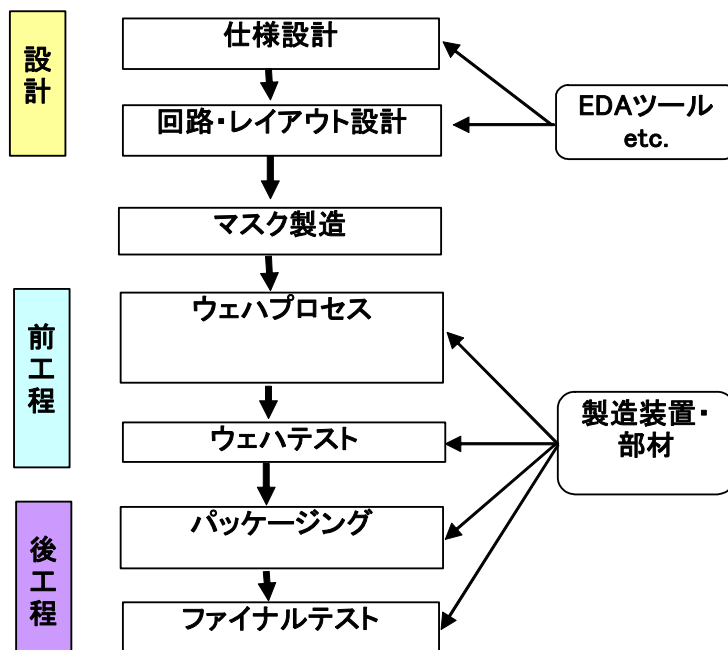 設計
仕様設計
回路・レイアウト設計
EDAツール
etc.
マスク製造
前工程
ウェハプロセス
ウェハテスト
製造装置・
部材
後工程
パッケージング
ファイナルテスト